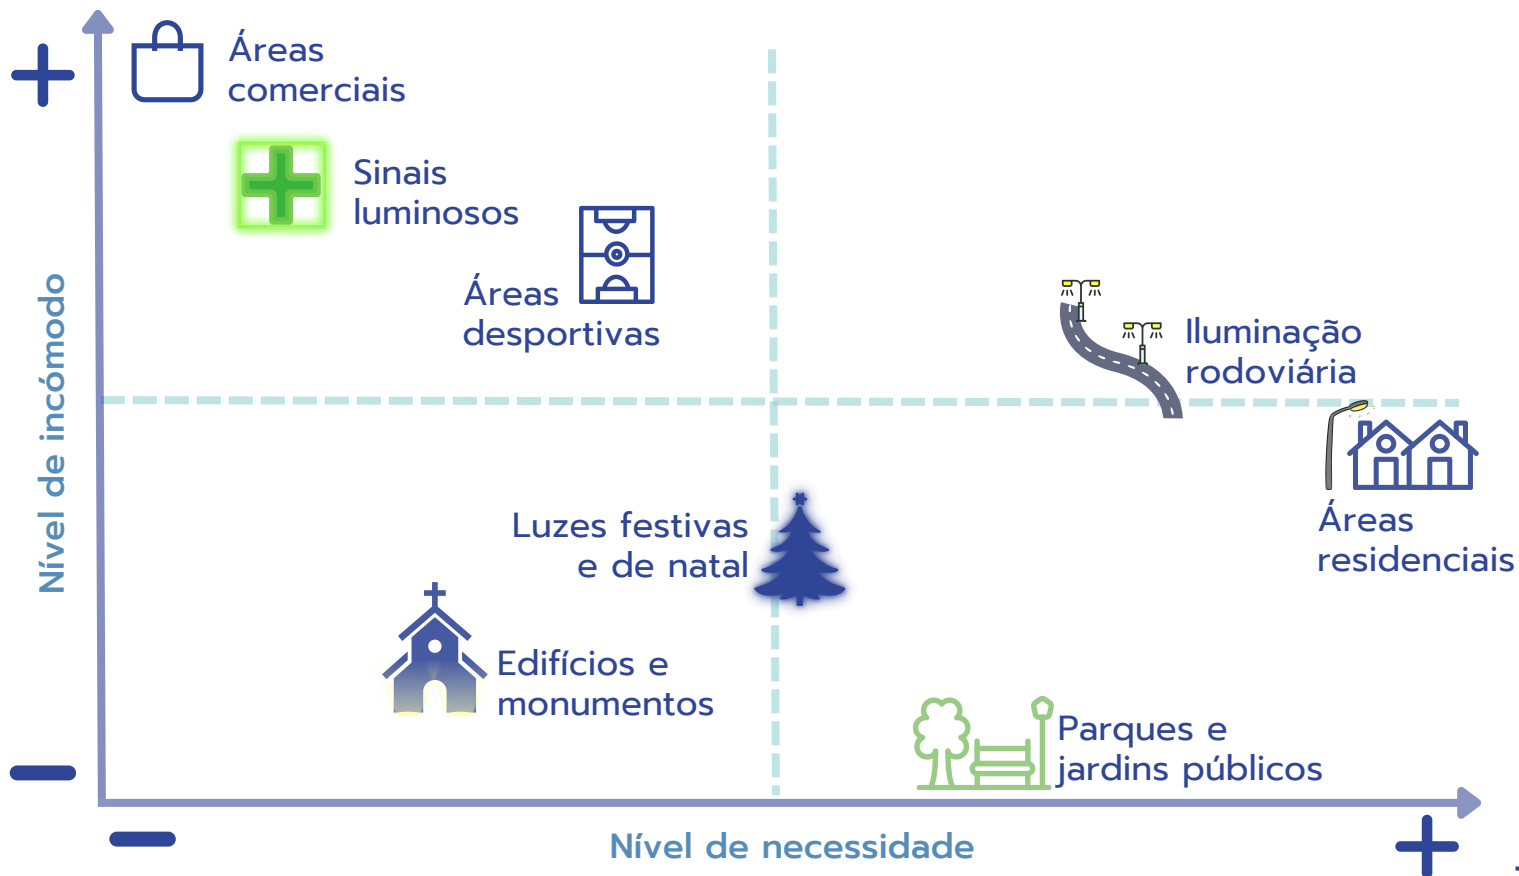 Áreas
comerciais
Sinais
luminosos
Áreas
desportivas
Iluminação
rodoviária
Áreas
residenciais
Luzes festivas
e de natal
Edifícios e
monumentos
Parques e
jardins públicos
Nível de incómodo
Nível de necessidade